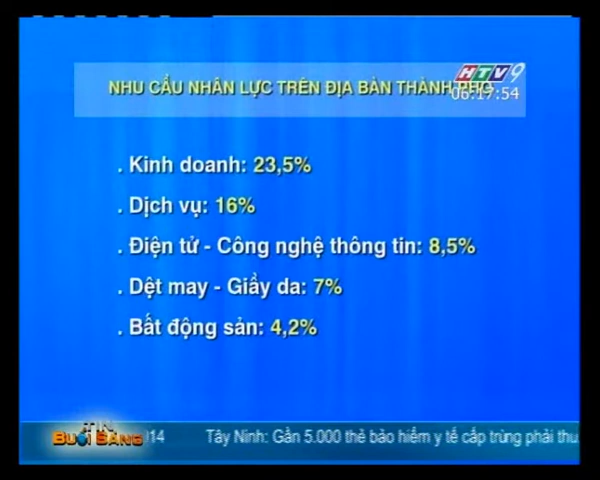 HTV9
NHU CẦU NHÂN LỰC TRÊN ĐỊA BÀN THÀNH PHỐ
06:17:54
. Kinh doanh: 23,5%
. Dịch vụ: 16%
. Điện tử - Công nghệ thông tin: 8,5%
. Dệt may - Giầy da: 7%
. Bất động sản: 4,2%
TIN
BUỔI SÁNG
014 Tây Ninh: Gần 5.000 thẻ bảo hiểm y tế cấp trùng phải thu